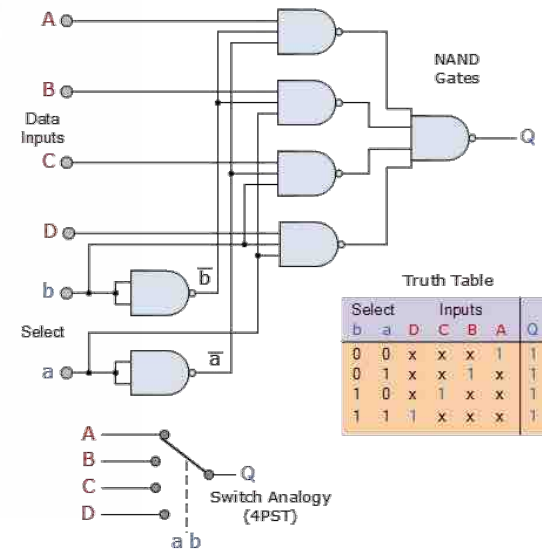 A
NAND
Gates
B
Data
Inputs
Q
C
D
b̅
b
Truth Table
Select Inputs
b a D C B A Q
0 0 x x x 1 1
0 1 x x 1 x 1
1 0 x 1 x x 1
1 1 1 x x x 1
Select
a̅
a
A
B
Q
C
Switch Analogy
(4PST)
D
a b